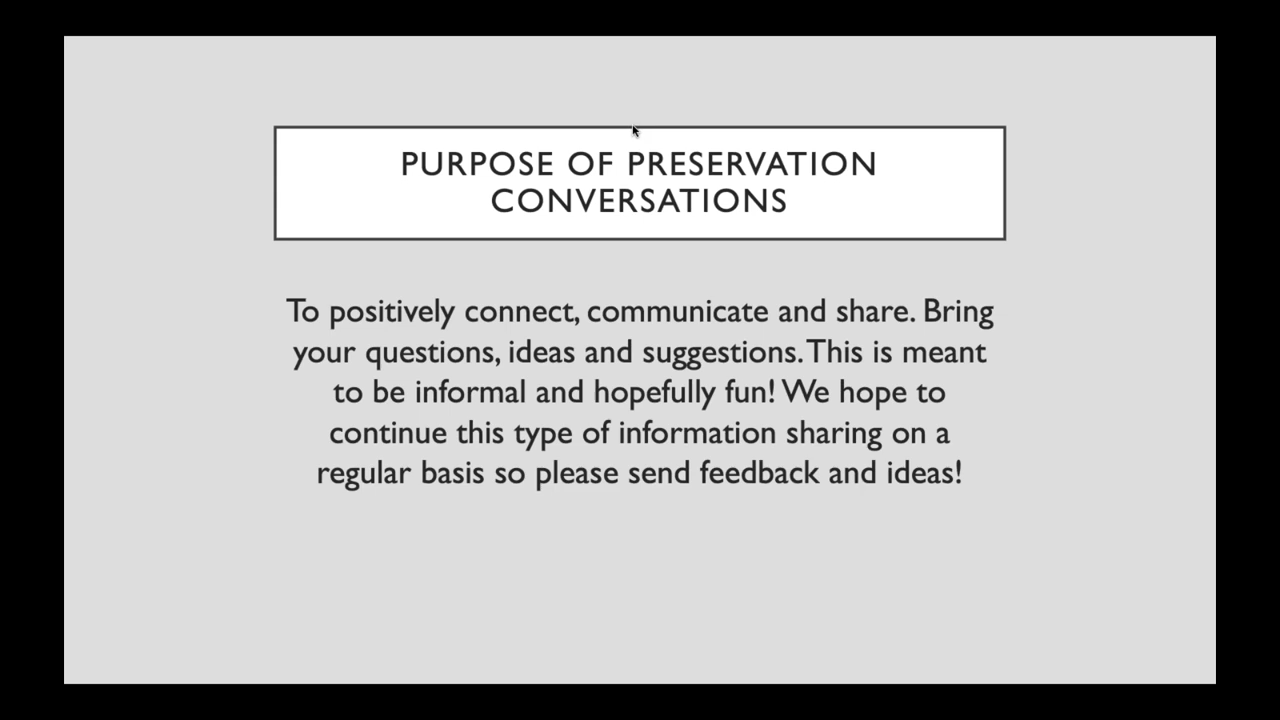 PURPOSE OF PRESERVATION
CONVERSATIONS
To positively connect, communicate and share. Bring
your questions, ideas and suggestions. This is meant
to be informal and hopefully fun! We hope to
continue this type of information sharing on a
regular basis so please send feedback and ideas!